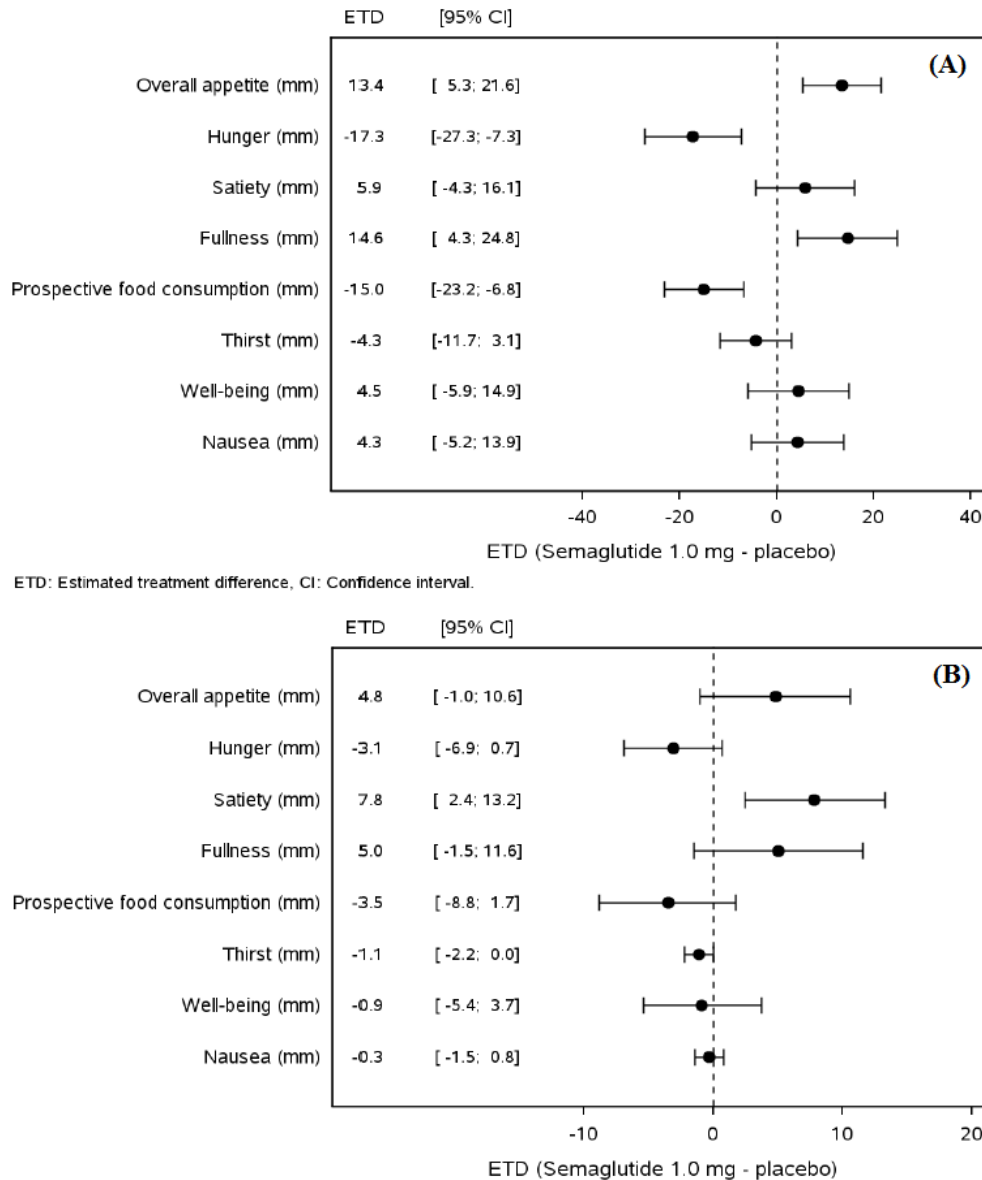 ETD [95% CI]
(A)
Overall appetite (mm) 13.4 [ 5.3; 21.6]
Hunger (mm) -17.3 [-27.3; -7.3]
Satiety (mm) 5.9 [ -4.3; 16.1]
Fullness (mm) 14.6 [ 4.3; 24.8]
Prospective food consumption (mm) -15.0 [-23.2; -6.8]
Thirst (mm) -4.3 [-11.7; 3.1]
Well-being (mm) 4.5 [ -5.9; 14.9]
Nausea (mm) 4.3 [ -5.2; 13.9]
-40 -20 0 20 40
ETD (Semaglutide 1.0 mg - placebo)
ETD: Estimated treatment difference, CI: Confidence interval.
ETD [95% CI]
(B)
Overall appetite (mm) 4.8 [ -1.0; 10.6]
Hunger (mm) -3.1 [ -6.9; 0.7]
Satiety (mm) 7.8 [ 2.4; 13.2]
Fullness (mm) 5.0 [ -1.5; 11.6]
Prospective food consumption (mm) -3.5 [ -8.8; 1.7]
Thirst (mm) -1.1 [ -2.2; 0.0]
Well-being (mm) -0.9 [ -5.4; 3.7]
Nausea (mm) -0.3 [ -1.5; 0.8]
-10 0 10 20
ETD (Semaglutide 1.0 mg - placebo)